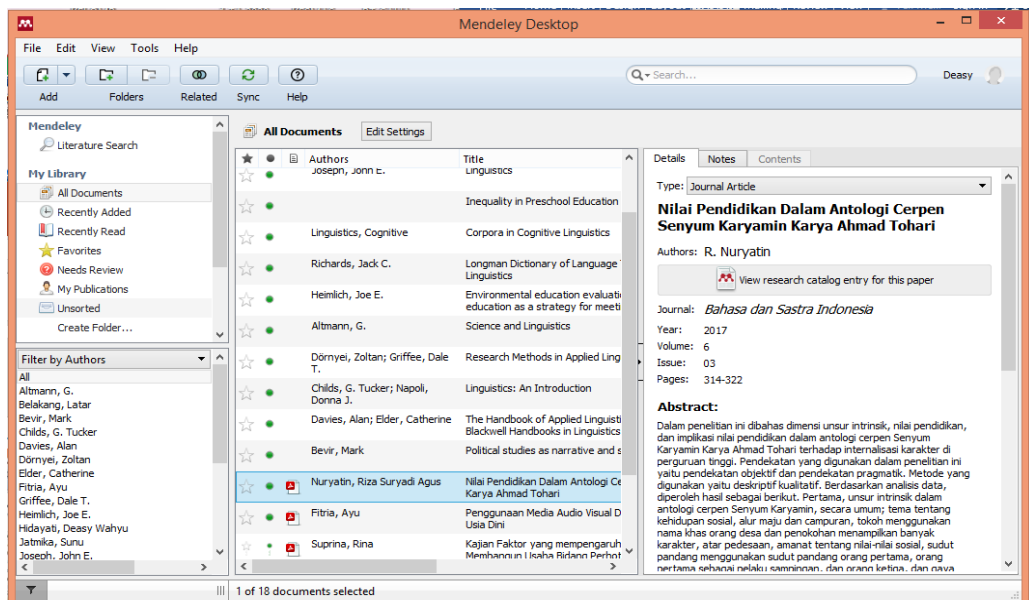 Mendeley Desktop
File Edit View Tools Help
Search...
Deasy
Add Folders Related Sync Help
Mendeley
Literature Search
My Library
All Documents
Recently Added
Recently Read
Favorites
Needs Review
My Publications
Unsorted
Create Folder...
Filter by Authors
All
Altmann, G.
Belakang, Latar
Bevir, Mark
Childs, G. Tucker
Davies, Alan
Dörnyei, Zoltan
Elder, Catherine
Fitria, Ayu
Griffee, Dale T.
Heimlich, Joe E.
Hidayati, Deasy Wahyu
Jatmika, Sunu
Joseph, John E.
All Documents Edit Settings
Authors Title
Joseph, John E. Linguistics
Inequality in Preschool Education
Linguistics, Cognitive Corpora in Cognitive Linguistics
Richards, Jack C. Longman Dictionary of Language
Linguistics
Heimlich, Joe E. Environmental education evaluati
education as a strategy for meeti
Altmann, G. Science and Linguistics
Dörnyei, Zoltan; Griffee, Dale Research Methods in Applied Ling
T.
Childs, G. Tucker; Napoli, Linguistics: An Introduction
Donna J.
Davies, Alan; Elder, Catherine The Handbook of Applied Linguisti
Blackwell Handbooks in Linguistics
Bevir, Mark Political studies as narrative and s
Nuryatin, Riza Suryadi Agus Nilai Pendidikan Dalam Antologi Ce
Karya Ahmad Tohari
Fitria, Ayu Penggunaan Media Audio Visual D
Usia Dini
Suprina, Rina Kajian Faktor yang mempengaruh
Membangun Usaha Bidang Perhot
Details Notes Contents
Type: Journal Article
Nilai Pendidikan Dalam Antologi Cerpen
Senyum Karyamin Karya Ahmad Tohari
Authors: R. Nuryatin
View research catalog entry for this paper
Journal: Bahasa dan Sastra Indonesia
Year: 2017
Volume: 6
Issue: 03
Pages: 314-322
Abstract:
Dalam penelitian ini dibahas dimensi unsur intrinsik, nilai pendidikan,
dan implikasi nilai pendidikan dalam antologi cerpen Senyum
Karyamin Karya Ahmad Tohari terhadap internalisasi karakter di
perguruan tinggi. Pendekatan yang digunakan dalam penelitian ini
yaitu pendekatan objektif dan pendekatan pragmatik. Metode yang
digunakan yaitu deskriptif kualitatif. Berdasarkan analisis data,
diperoleh hasil sebagai berikut. Pertama, unsur intrinsik dalam
antologi cerpen Senyum Karyamin, secara umum; tema tentang
kehidupan sosial, alur maju dan campuran, tokoh menggunakan
nama khas orang desa dan penokohan menampilkan banyak
karakter, atar pedesaan, amanat tentang nilai-nilai sosial, sudut
pandang menggunakan sudut pandang orang pertama, orang
pertama sebagai pelaku sampingan, dan orang ketiga, dan gaya
1 of 18 documents selected